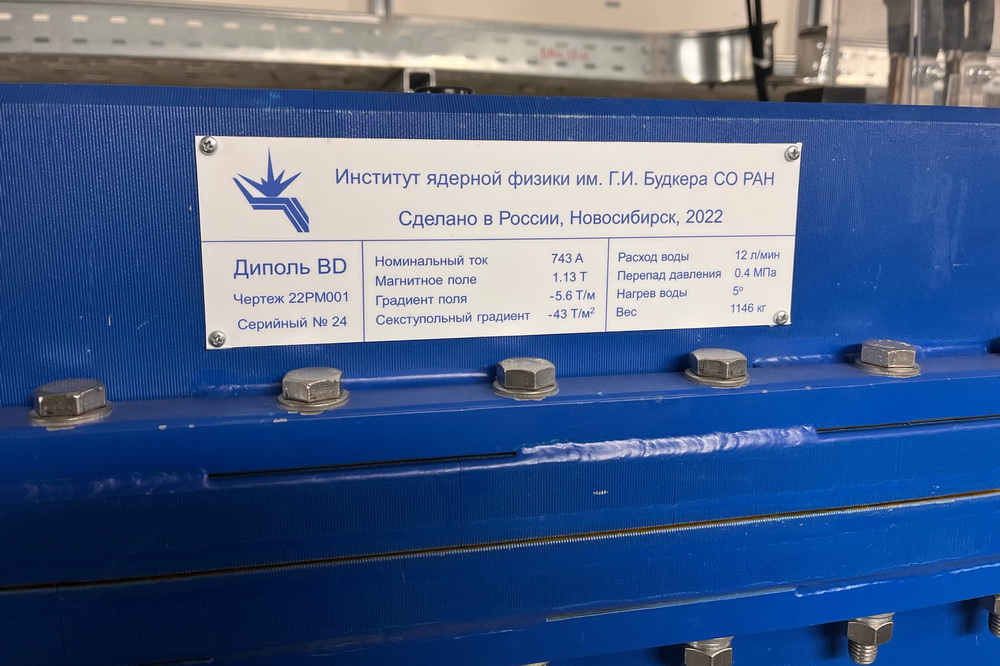 Институт ядерной физики им. Г.И. Будкера СО РАН
Сделано в России, Новосибирск, 2022
Диполь BD
Чертеж 22РМ001
Серийный № 24
Номинальный ток 743 А
Магнитное поле 1.13 Т
Градиент поля -5.6 Т/м
Секступольный градиент -43 Т/м²
Расход воды 12 л/мин
Перепад давления 0.4 МПа
Нагрев воды 5º
Вес 1146 кг